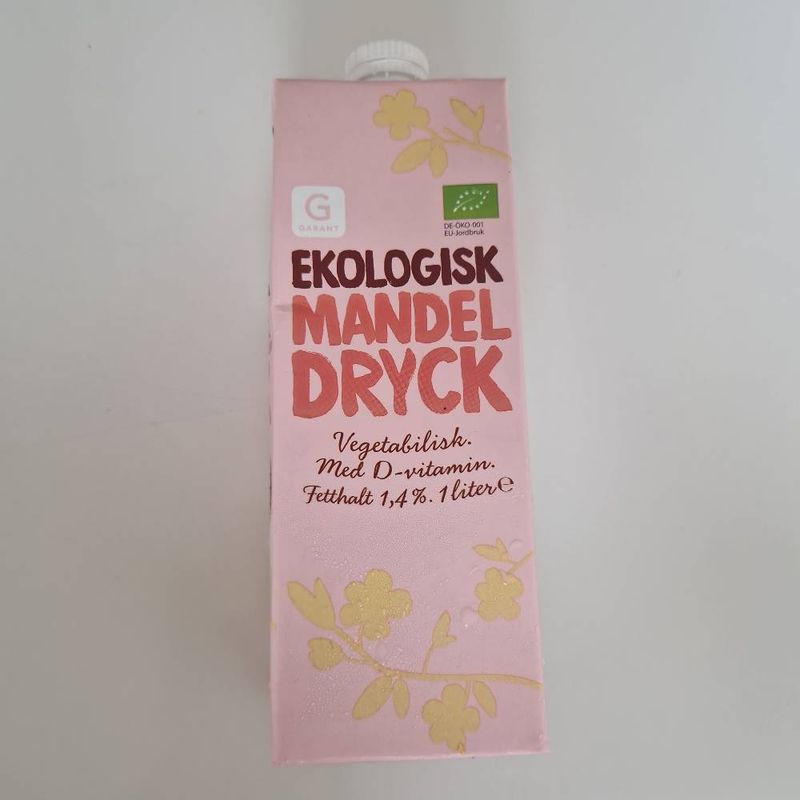 G
GARANT
DE-ÖKO-001
EU-Jordbruk
EKOLOGISK
MANDEL
DRYCK
Vegetabilisk.
Med D-vitamin.
Fetthalt 1,4%. 1 liter ℮